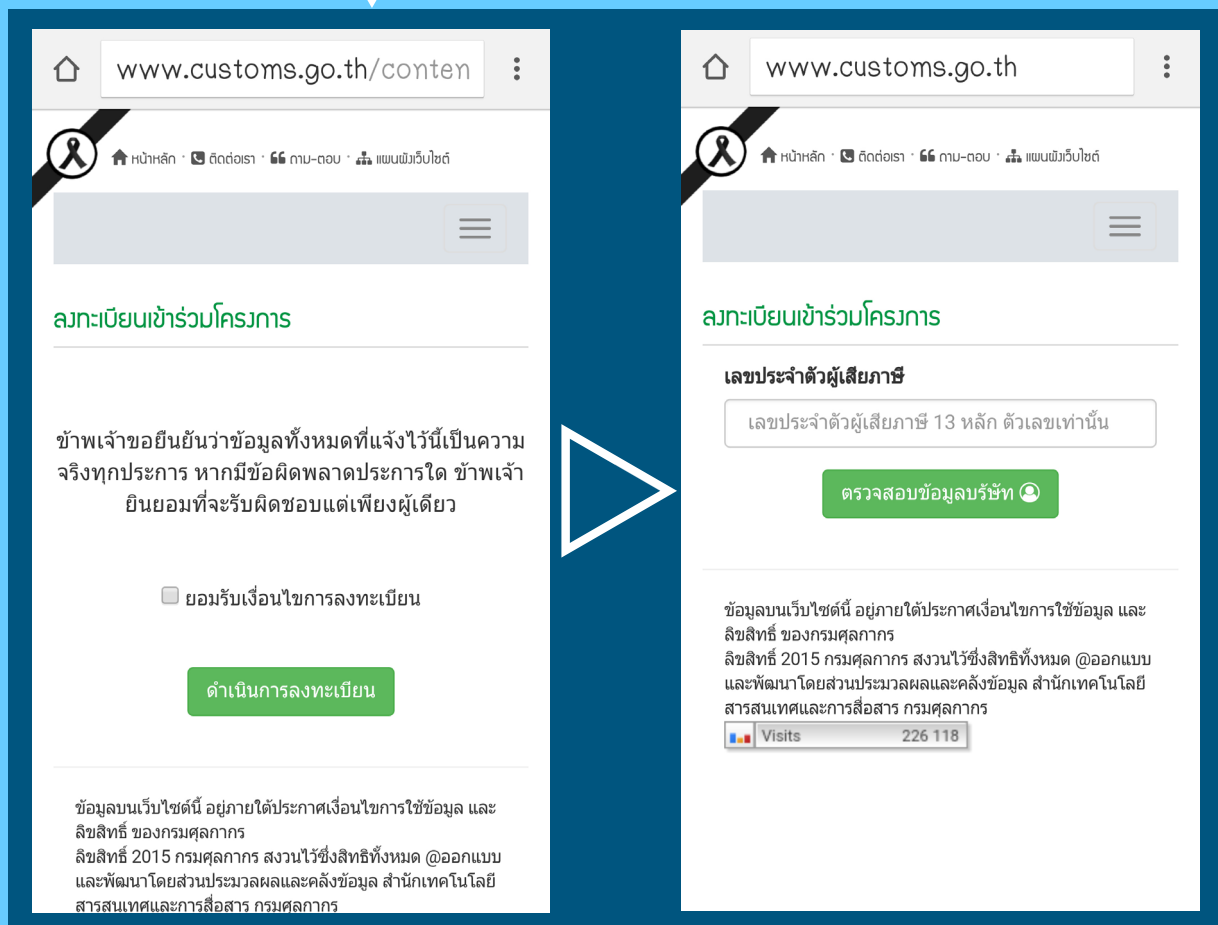 www.customs.go.th/conten
หน้าหลัก · ติดต่อเรา · ถาม-ตอบ · แผนผังเว็บไซต์
ลงทะเบียนเข้าร่วมโครงการ
ข้าพเจ้าขอยืนยันว่าข้อมูลทั้งหมดที่แจ้งไว้นี้เป็นความ
จริงทุกประการ หากมีข้อผิดพลาดประการใด ข้าพเจ้า
ยินยอมที่จะรับผิดชอบแต่เพียงผู้เดียว
ยอมรับเงื่อนไขการลงทะเบียน
ดำเนินการลงทะเบียน
ข้อมูลบนเว็บไซต์นี้ อยู่ภายใต้ประกาศเงื่อนไขการใช้ข้อมูล และ
ลิขสิทธิ์ ของกรมศุลกากร
ลิขสิทธิ์ 2015 กรมศุลกากร สงวนไว้ซึ่งสิทธิทั้งหมด @ออกแบบ
และพัฒนาโดยส่วนประมวลผลและคลังข้อมูล สำนักเทคโนโลยี
สารสนเทศและการสื่อสาร กรมศุลกากร
www.customs.go.th
หน้าหลัก · ติดต่อเรา · ถาม-ตอบ · แผนผังเว็บไซต์
ลงทะเบียนเข้าร่วมโครงการ
เลขประจำตัวผู้เสียภาษี
เลขประจำตัวผู้เสียภาษี 13 หลัก ตัวเลขเท่านั้น
ตรวจสอบข้อมูลบริษัท
ข้อมูลบนเว็บไซต์นี้ อยู่ภายใต้ประกาศเงื่อนไขการใช้ข้อมูล และ
ลิขสิทธิ์ ของกรมศุลกากร
ลิขสิทธิ์ 2015 กรมศุลกากร สงวนไว้ซึ่งสิทธิทั้งหมด @ออกแบบ
และพัฒนาโดยส่วนประมวลผลและคลังข้อมูล สำนักเทคโนโลยี
สารสนเทศและการสื่อสาร กรมศุลกากร
Visits 226 118